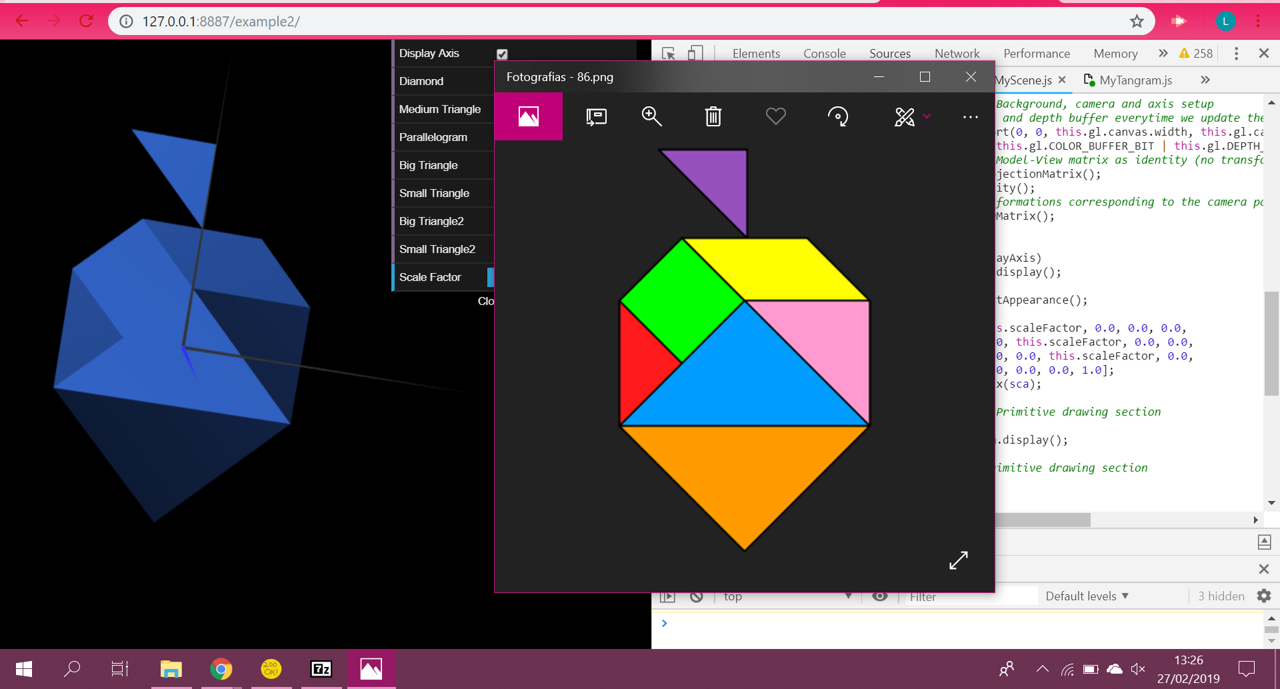 127.0.0.1:8887/example2/
L
Display Axis
Diamond
Medium Triangle
Parallelogram
Big Triangle
Small Triangle
Big Triangle2
Small Triangle2
Scale Factor
Clo
Elements Console Sources Network Performance Memory » 258
MyScene.js × MyTangram.js »
Fotografias - 86.png
Background, camera and axis setup
and depth buffer everytime we update the
rt(0, 0, this.gl.canvas.width, this.gl.ca
this.gl.COLOR_BUFFER_BIT | this.gl.DEPTH_
Model-View matrix as identity (no transfo
jectionMatrix();
ity();
formations corresponding to the camera po
Matrix();
ayAxis)
display();
tAppearance();
s.scaleFactor, 0.0, 0.0, 0.0,
0, this.scaleFactor, 0.0, 0.0,
0, 0.0, this.scaleFactor, 0.0,
0, 0.0, 0.0, 1.0];
x(sca);
Primitive drawing section
.display();
imitive drawing section
top Filter Default levels ▼ 3 hidden
7z
13:26
27/02/2019